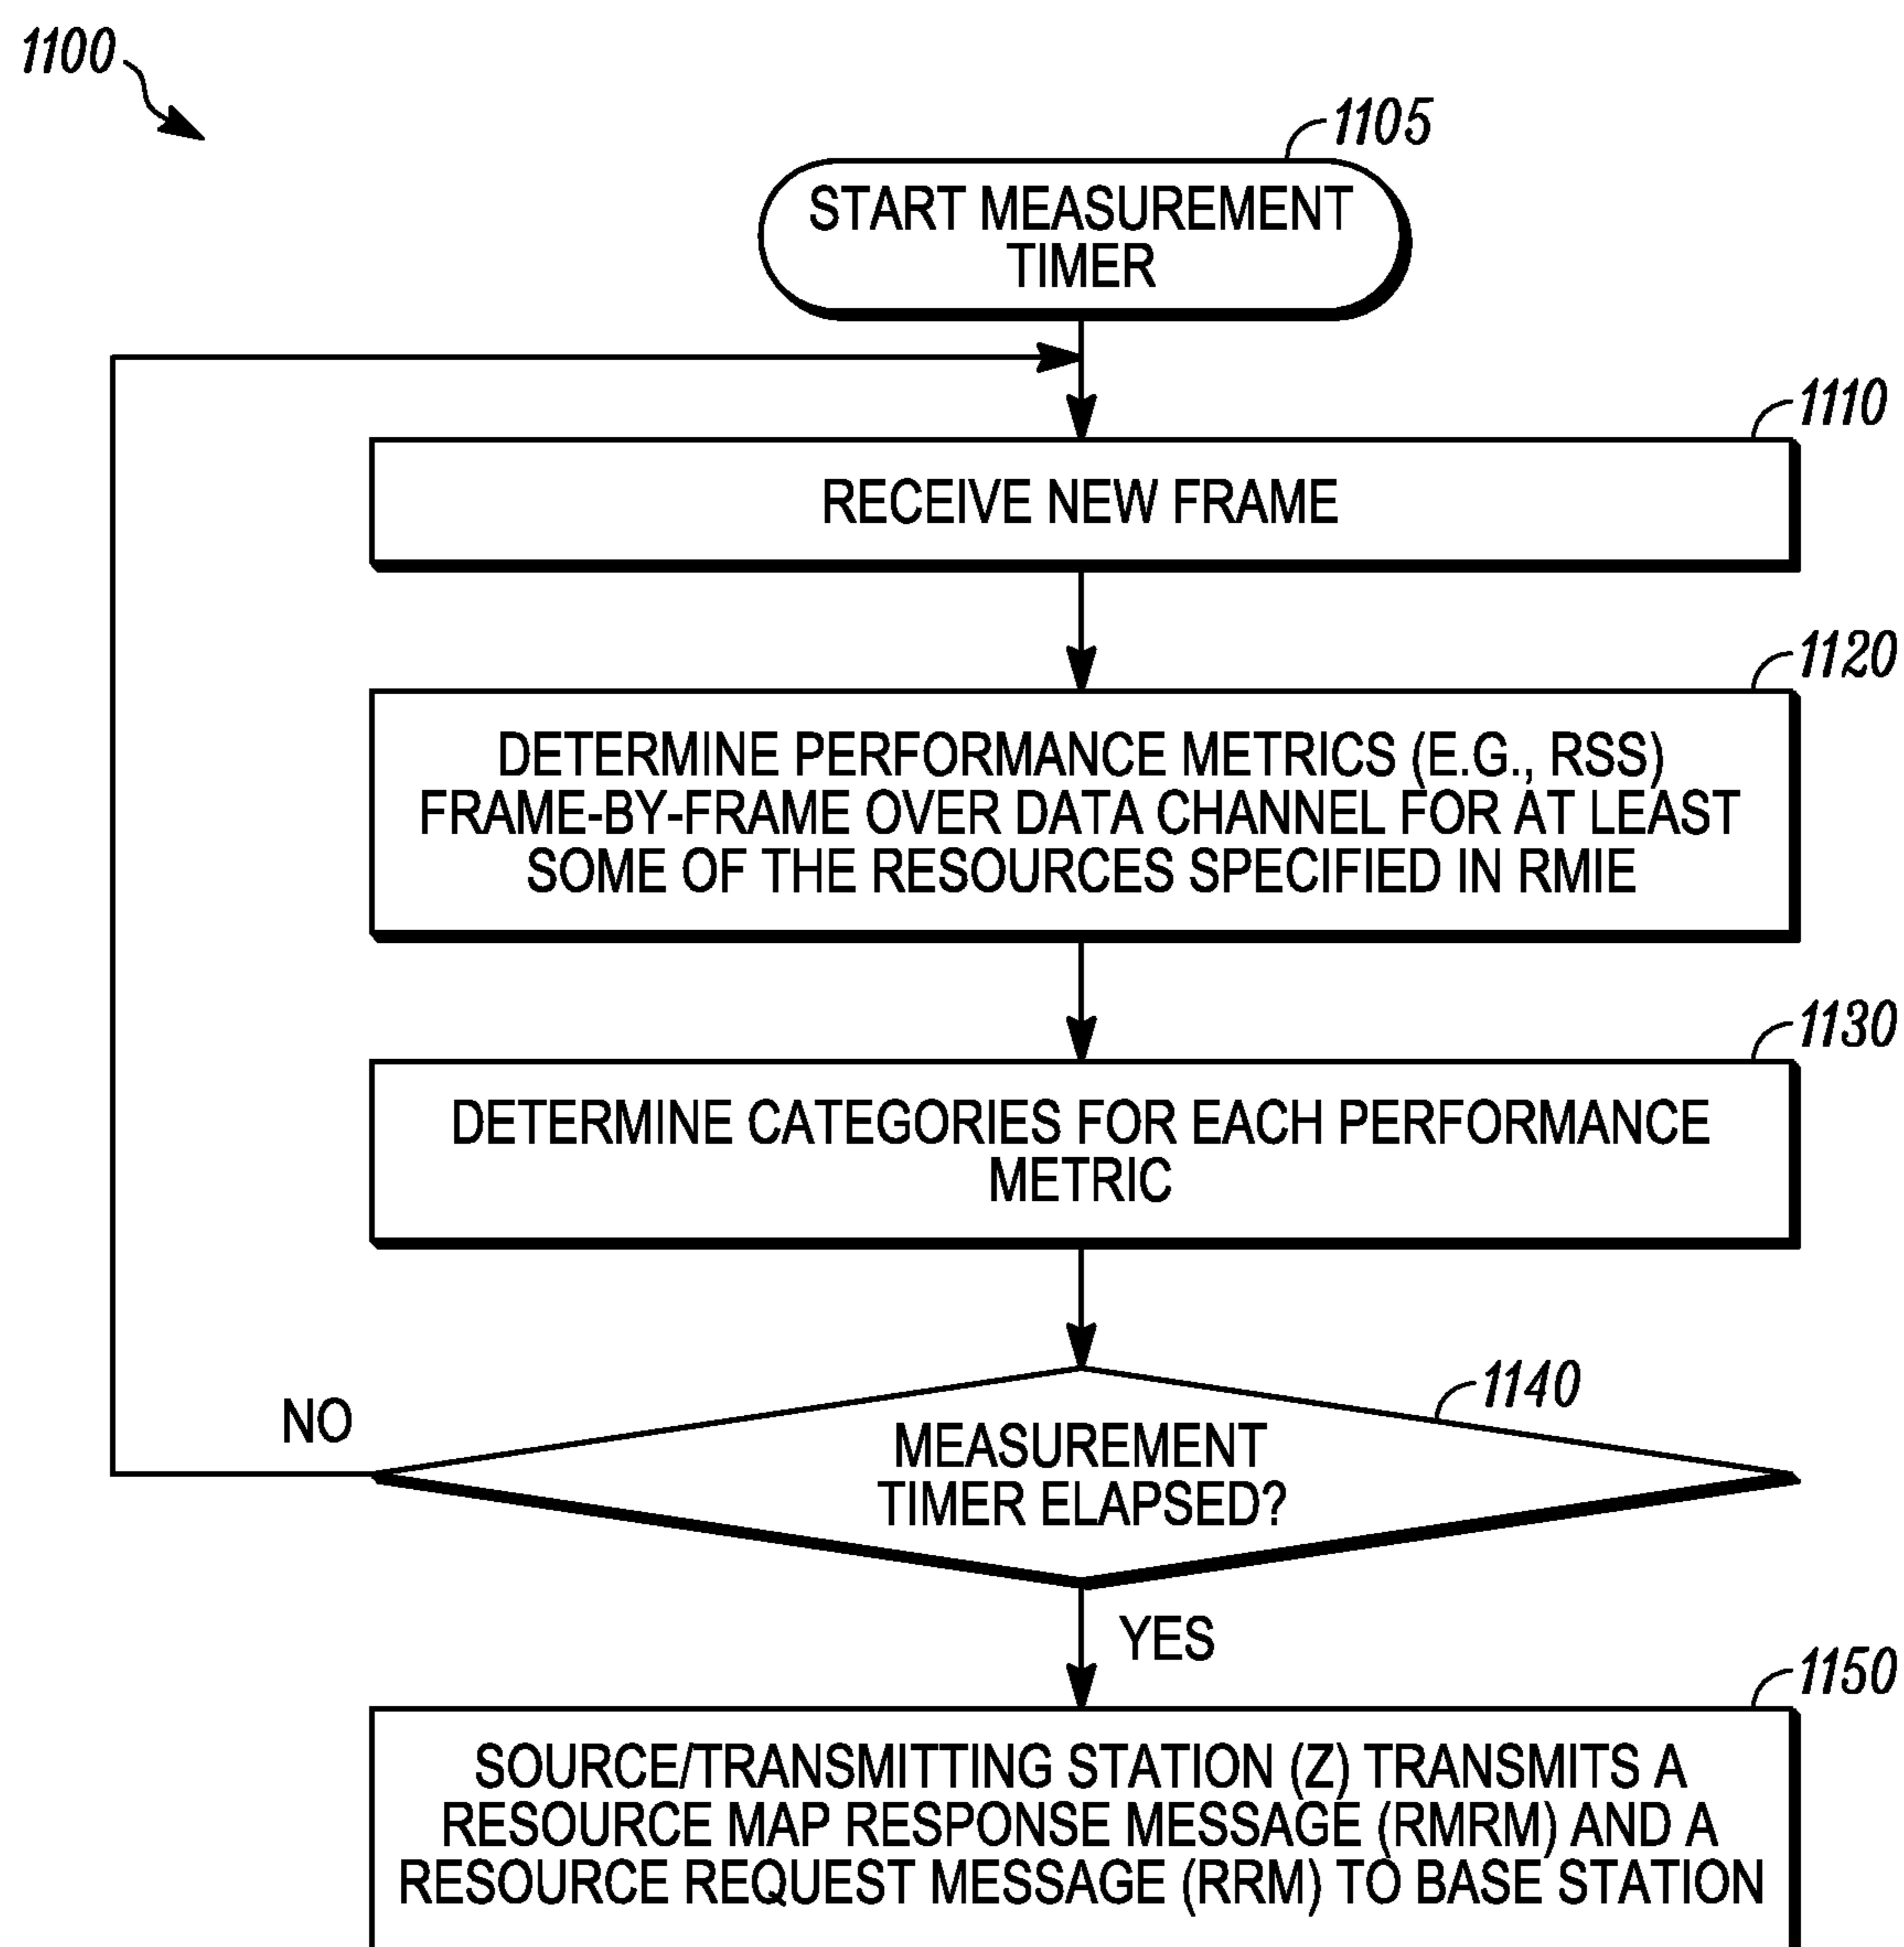 1100
1105
START MEASUREMENT
TIMER
1110
RECEIVE NEW FRAME
1120
DETERMINE PERFORMANCE METRICS (E.G., RSS)
FRAME-BY-FRAME OVER DATA CHANNEL FOR AT LEAST
SOME OF THE RESOURCES SPECIFIED IN RMIE
1130
DETERMINE CATEGORIES FOR EACH PERFORMANCE
METRIC
1140
NO
MEASUREMENT
TIMER ELAPSED?
YES
1150
SOURCE/TRANSMITTING STATION (Z) TRANSMITS A
RESOURCE MAP RESPONSE MESSAGE (RMRM) AND A
RESOURCE REQUEST MESSAGE (RRM) TO BASE STATION